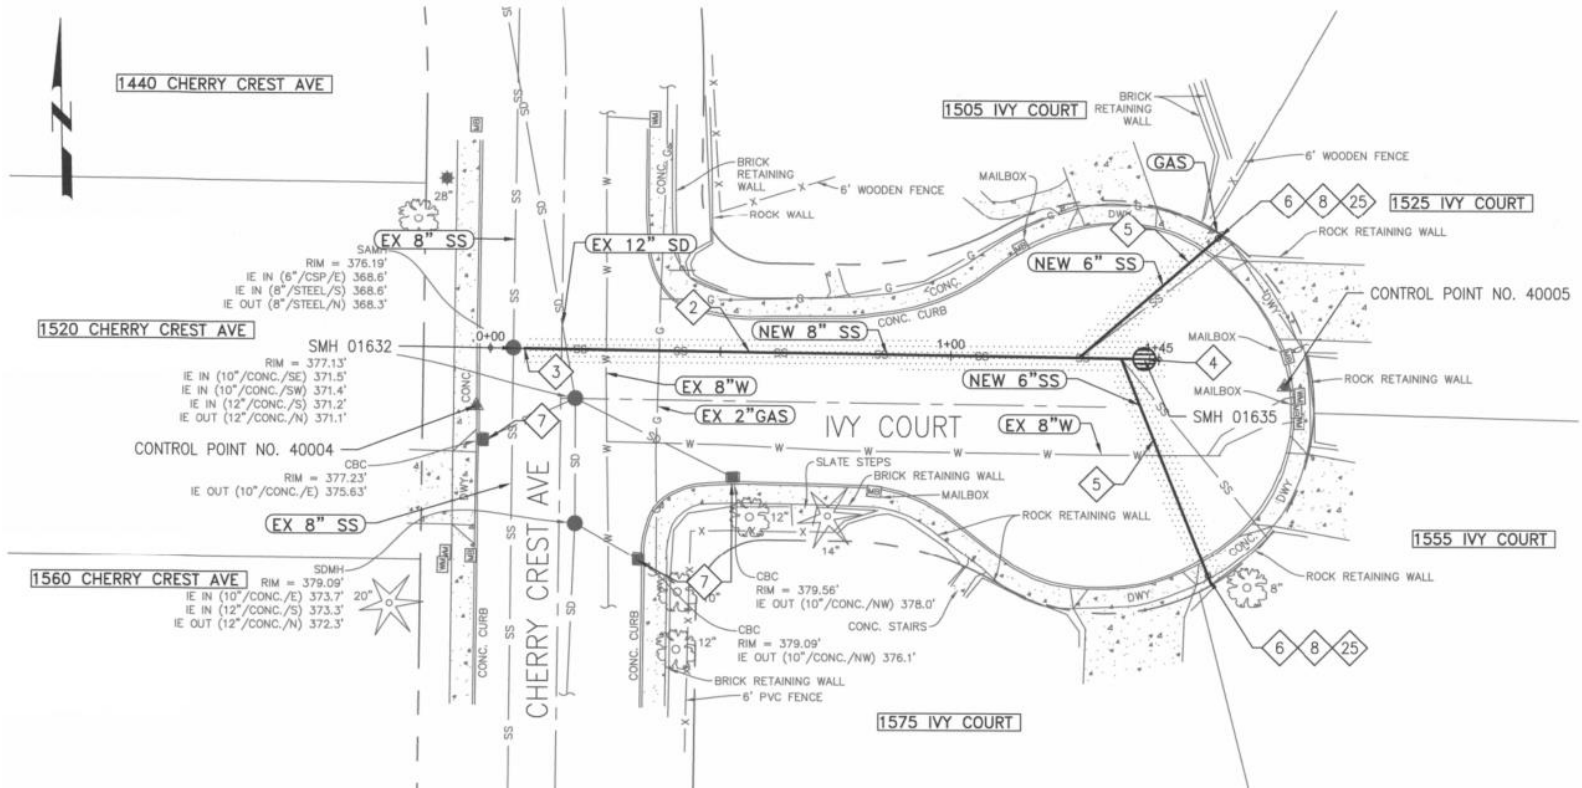 1440 CHERRY CREST AVE
N
28"
EX 8" SS
SAMH
RIM = 376.19'
IE IN (6"/CSP/E) 368.6'
IE IN (8"/STEEL/S) 368.6'
IE OUT (8"/STEEL/N) 368.3'
1520 CHERRY CREST AVE
0+00
SMH 01632
RIM = 377.13'
IE IN (10"/CONC./SE) 371.5'
IE IN (10"/CONC./SW) 371.4'
IE IN (12"/CONC./S) 371.2'
IE OUT (12"/CONC./N) 371.1'
CONTROL POINT NO. 40004
CBC
RIM = 377.23'
IE OUT (10"/CONC./E) 375.63'
EX 8" SS
SDMH
1560 CHERRY CREST AVE
RIM = 379.09'
IE IN (10"/CONC./E) 373.7'
IE IN (12"/CONC./S) 373.3'
IE OUT (12"/CONC./N) 372.3'
20"
CONC.
DWY
CONC. CURB
SS
SD
W
G
X
CHERRY CREST AVE
3
7
EX 12" SD
CONC.
BRICK
RETAINING
WALL
6' WOODEN FENCE
ROCK WALL
2
NEW 8" SS
CONC.
CONC. CURB
1+00
EX 8"W
EX 2"GAS
IVY COURT
EX 8"W
NEW 6"SS
NEW 6" SS
1505 IVY COURT
BRICK
RETAINING
WALL
MAILBOX
GAS
6' WOODEN FENCE
6
8
25
1525 IVY COURT
ROCK RETAINING WALL
DWY
5
CONTROL POINT NO. 40005
DWY
MAILBOX
1+45
4
ROCK RETAINING WALL
MAILBOX
SMH 01635
5
SLATE STEPS
BRICK RETAINING WALL
MAILBOX
ROCK RETAINING WALL
DWY
CONC.
1555 IVY COURT
ROCK RETAINING WALL
8"
DWY
12"
14"
7
10"
CBC
RIM = 379.56'
IE OUT (10"/CONC./NW) 378.0'
CONC. STAIRS
12"
CBC
RIM = 379.09'
IE OUT (10"/CONC./NW) 376.1'
CONC. CURB
BRICK RETAINING WALL
6' PVC FENCE
6
8
25
1575 IVY COURT